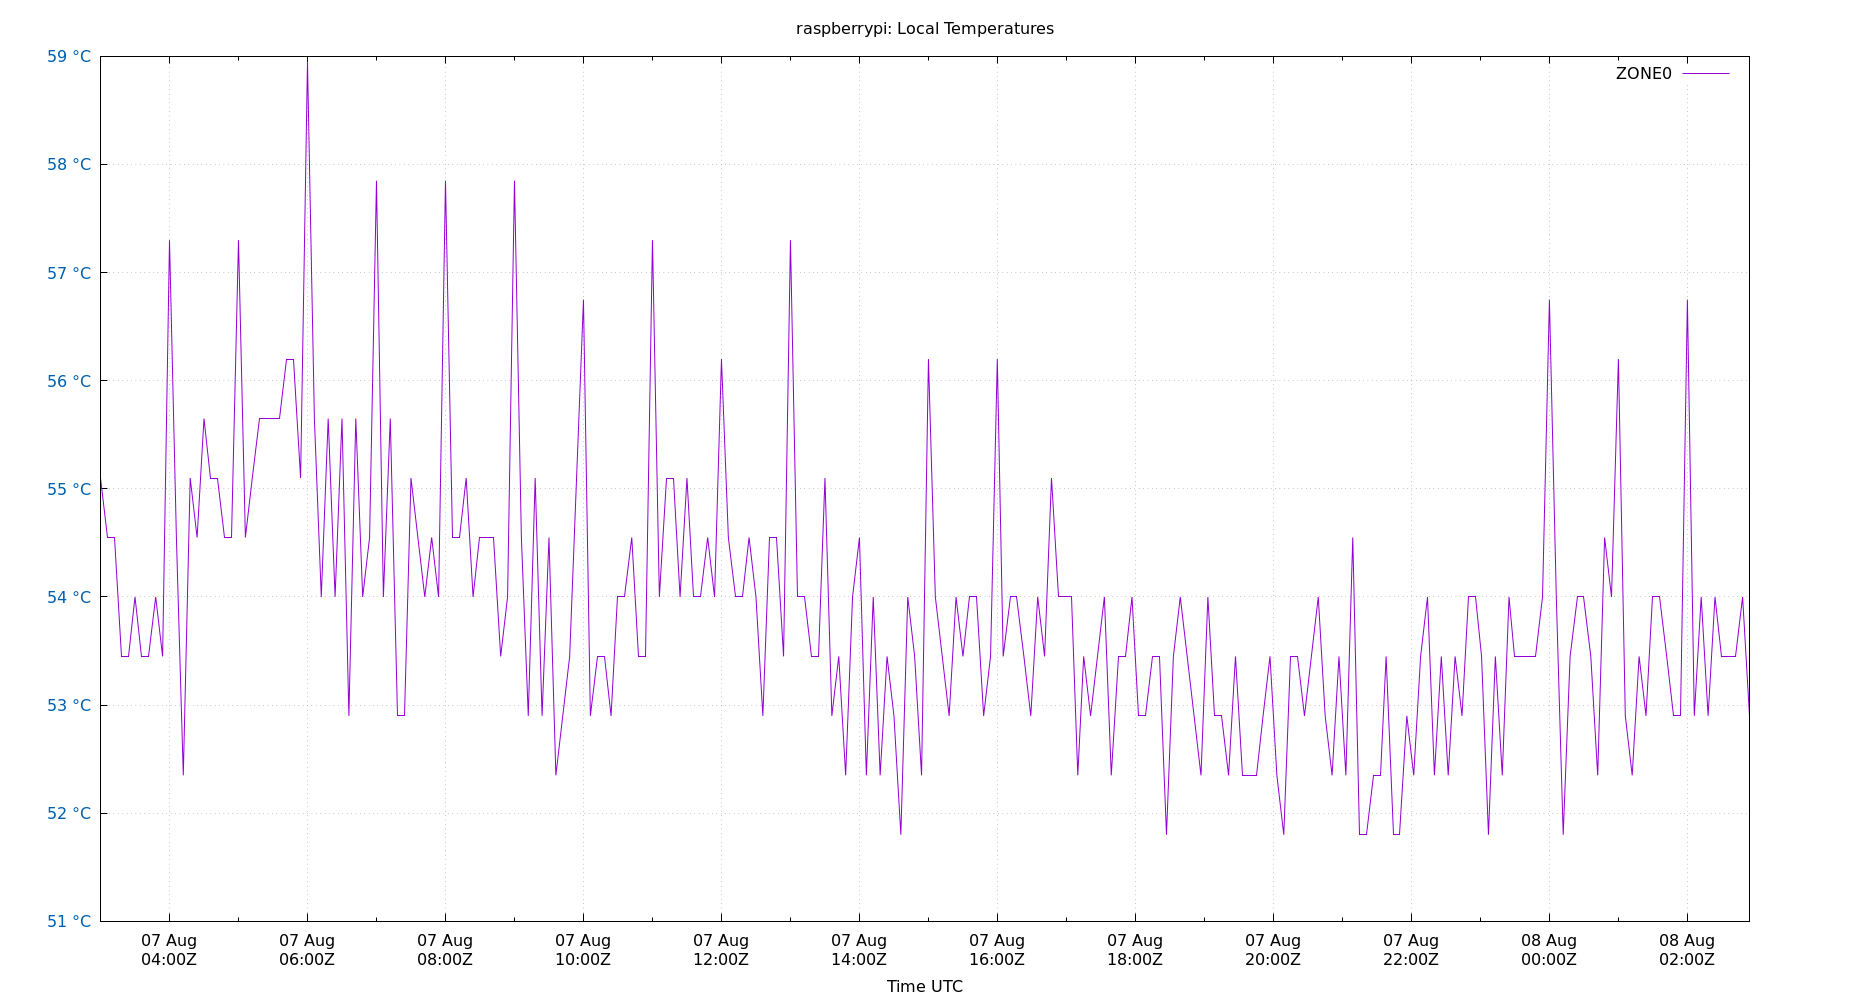 raspberrypi: Local Temperatures
59 °C
58 °C
57 °C
56 °C
55 °C
54 °C
53 °C
52 °C
51 °C
ZONE0
07 Aug 07 Aug 07 Aug 07 Aug 07 Aug 07 Aug 07 Aug 07 Aug 07 Aug 07 Aug 08 Aug 08 Aug
04:00Z 06:00Z 08:00Z 10:00Z 12:00Z 14:00Z 16:00Z 18:00Z 20:00Z 22:00Z 00:00Z 02:00Z
Time UTC